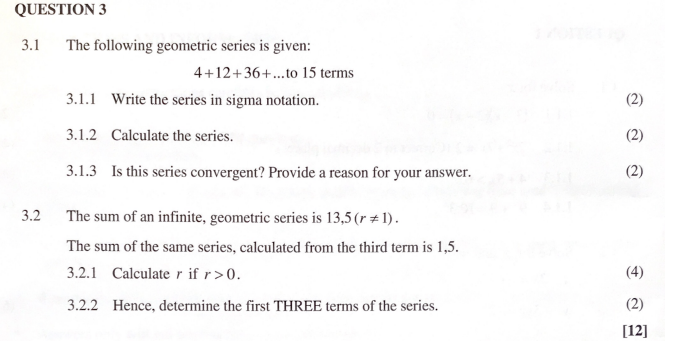 QUESTION 3
3.1 The following geometric series is given:
4+12+36+...to 15 terms
3.1.1 Write the series in sigma notation. (2)
3.1.2 Calculate the series. (2)
3.1.3 Is this series convergent? Provide a reason for your answer. (2)
3.2 The sum of an infinite, geometric series is 13,5 (r ≠ 1).
The sum of the same series, calculated from the third term is 1,5.
3.2.1 Calculate r if r > 0. (4)
3.2.2 Hence, determine the first THREE terms of the series. (2)
[12]